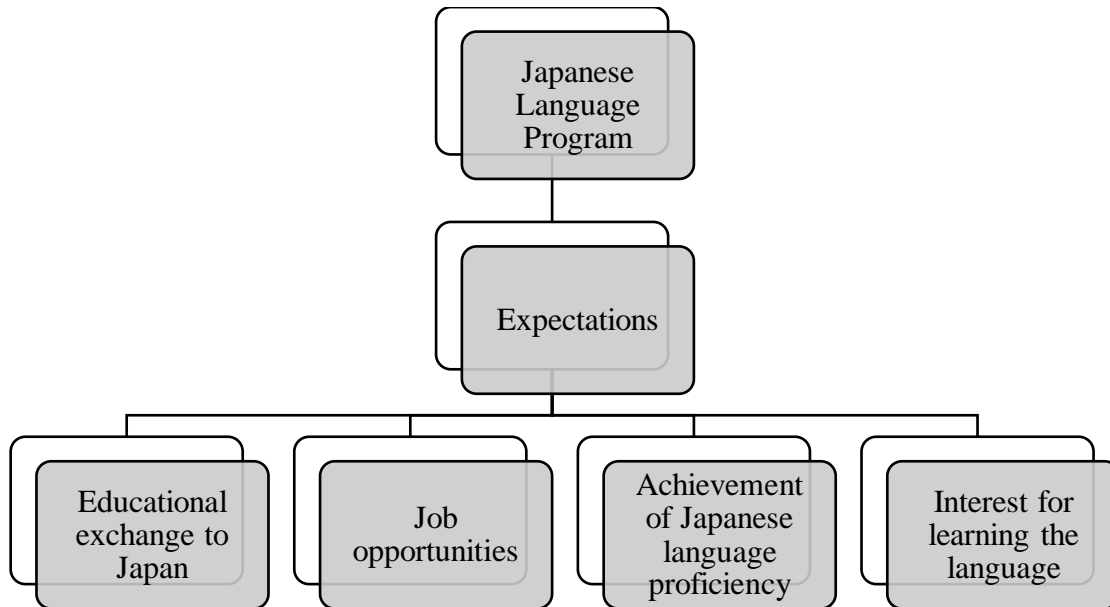 Japanese
Language
Program
Expectations
Educational
exchange to
Japan
Job
opportunities
Achievement
of Japanese
language
proficiency
Interest for
learning the
language